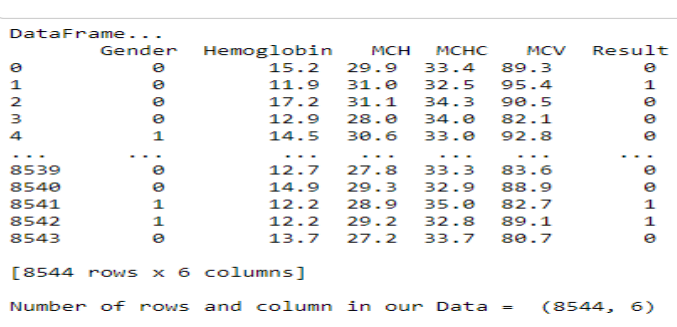 DataFrame...
Gender Hemoglobin MCH MCHC MCV Result
0 0 15.2 29.9 33.4 89.3 0
1 0 11.9 31.0 32.5 95.4 1
2 0 17.2 31.1 34.3 90.5 0
3 0 12.9 28.0 34.0 82.1 0
4 1 14.5 30.6 33.0 92.8 0
... ... ... ... ... ... ...
8539 0 12.7 27.8 33.3 83.6 0
8540 0 14.9 29.3 32.9 88.9 0
8541 1 12.2 28.9 35.0 82.7 1
8542 1 12.2 29.2 32.8 89.1 1
8543 0 13.7 27.2 33.7 80.7 0
[8544 rows x 6 columns]
Number of rows and column in our Data = (8544, 6)